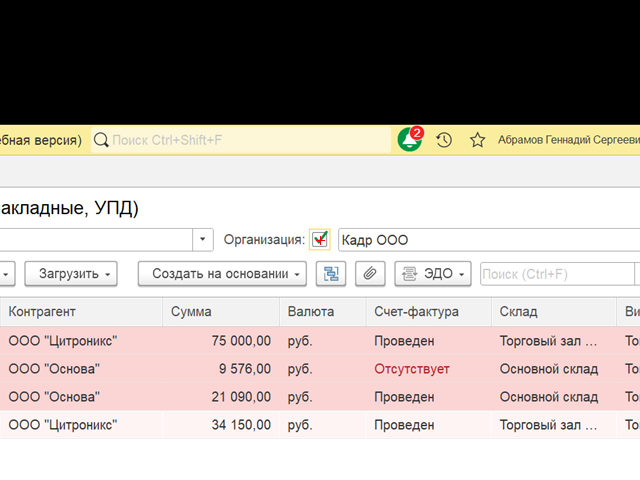 ебная версия) Поиск Ctrl+Shift+F 2 Абрамов Геннадий Сергееви
акладные, УПД)
Организация: Кадр ООО
Загрузить Создать на основании ЭДО Поиск (Ctrl+F)
Контрагент Сумма Валюта Счет-фактура Склад Ви
ООО "Цитроникс" 75 000,00 руб. Проведен Торговый зал ... То
ООО "Основа" 9 576,00 руб. Отсутствует Основной склад То
ООО "Основа" 21 090,00 руб. Проведен Основной склад То
ООО "Цитроникс" 34 150,00 руб. Проведен Торговый зал ... То